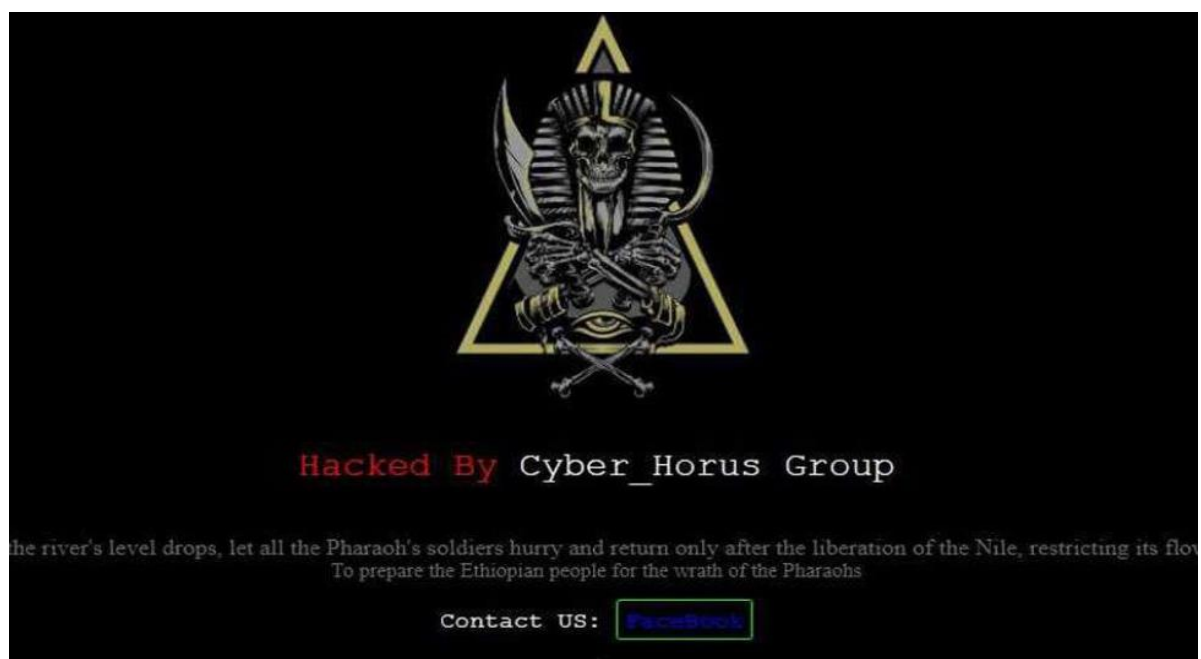 Hacked By Cyber_Horus Group
the river's level drops, let all the Pharaoh's soldiers hurry and return only after the liberation of the Nile, restricting its flow
To prepare the Ethiopian people for the wrath of the Pharaohs
Contact US: FaceBook